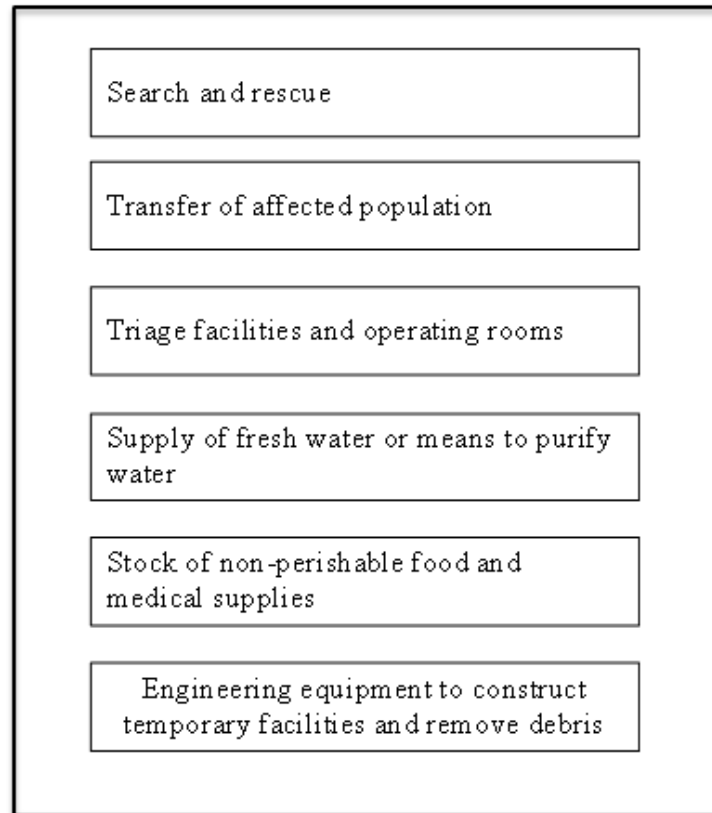 Search and rescue
Transfer of affected population
Triage facilities and operating rooms
Supply of fresh water or means to purify
water
Stock of non-perishable food and
medical supplies
Engineering equipment to construct
temporary facilities and remove debris